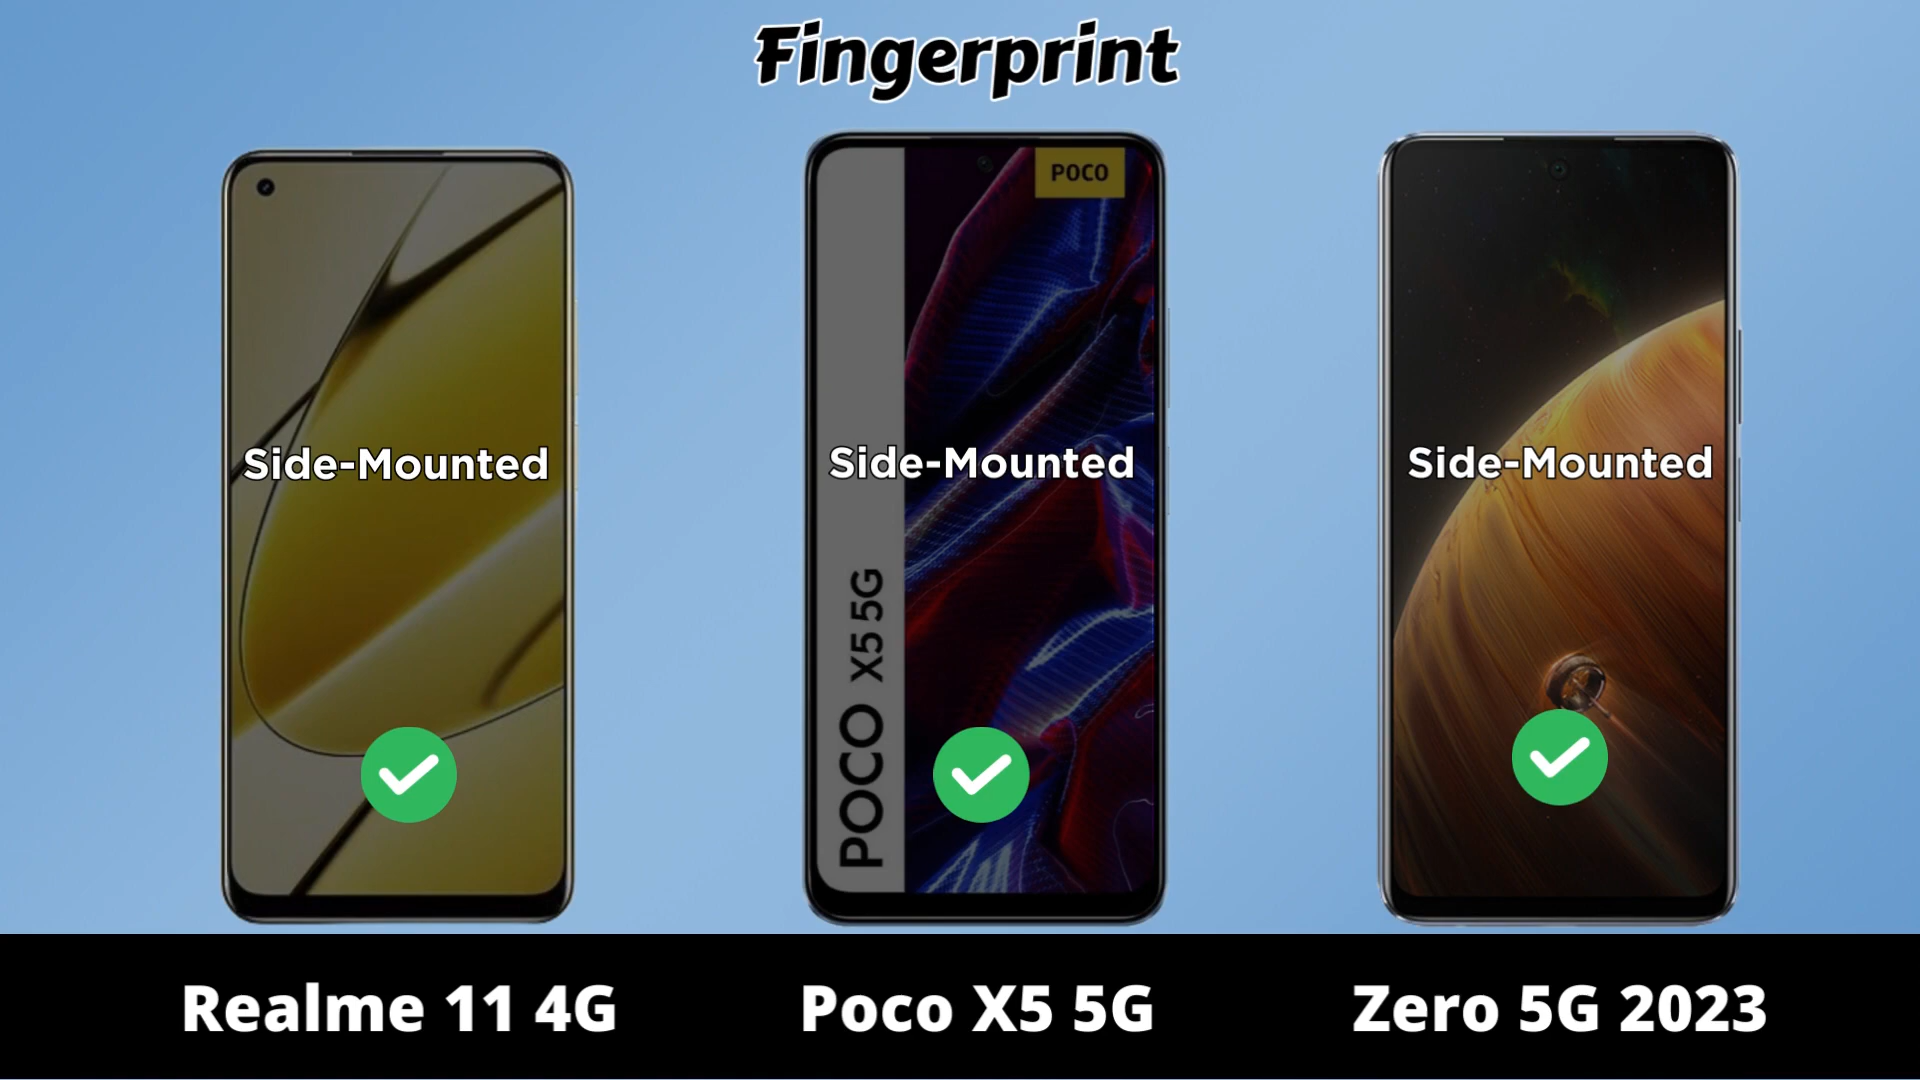 Fingerprint
POCO
Side-Mounted
Side-Mounted
Side-Mounted
POCO X5 5G
Realme 11 4G
Poco X5 5G
Zero 5G 2023